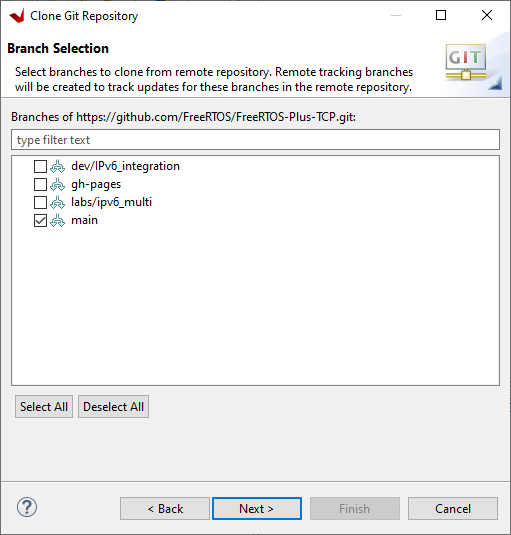 Clone Git Repository
Branch Selection
Select branches to clone from remote repository. Remote tracking branches
will be created to track updates for these branches in the remote repository.
GIT
Branches of https://github.com/FreeRTOS/FreeRTOS-Plus-TCP.git:
type filter text
dev/IPv6_integration
gh-pages
labs/ipv6_multi
main
Select All
Deselect All
?
< Back
Next >
Finish
Cancel